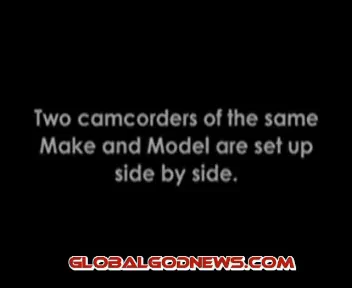 Two camcorders of the same
Make and Model are set up
side by side.
GLOBALGODNEWS.COM